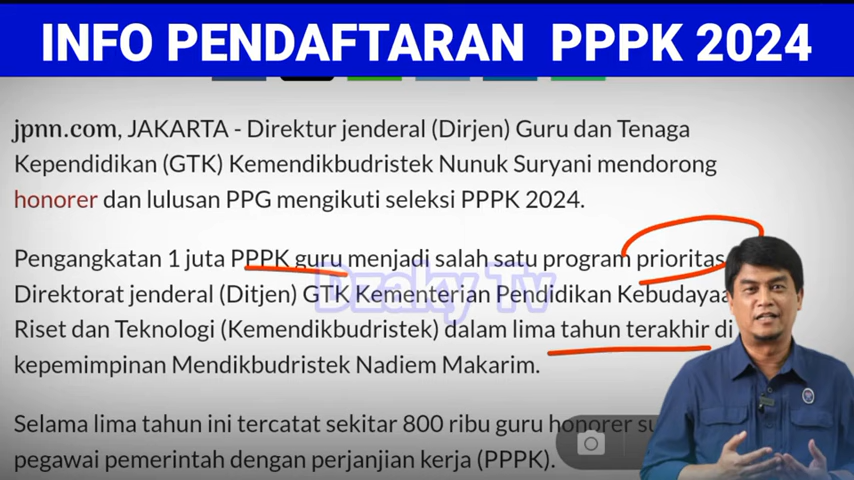 INFO PENDAFTARAN PPPK 2024
jpnn.com, JAKARTA - Direktur jenderal (Dirjen) Guru dan Tenaga
Kependidikan (GTK) Kemendikbudristek Nunuk Suryani mendorong
honorer dan lulusan PPG mengikuti seleksi PPPK 2024.
Pengangkatan 1 juta PPPK guru menjadi salah satu program prioritas
Dzaky Tv
Direktorat jenderal (Ditjen) GTK Kementerian Pendidikan Kebudayaa
Riset dan Teknologi (Kemendikbudristek) dalam lima tahun terakhir di
kepemimpinan Mendikbudristek Nadiem Makarim.
Selama lima tahun ini tercatat sekitar 800 ribu guru honorer su
pegawai pemerintah dengan perjanjian kerja (PPPK).